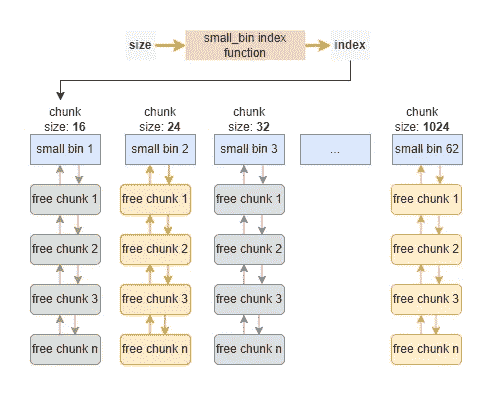 size
small_bin index
function
index
chunk
size: 16
chunk
size: 24
chunk
size: 32
chunk
size: 1024
small bin 1
small bin 2
small bin 3
...
small bin 62
free chunk 1
free chunk 1
free chunk 1
free chunk 1
free chunk 2
free chunk 2
free chunk 2
free chunk 2
free chunk 3
free chunk 3
free chunk 3
free chunk 3
free chunk n
free chunk n
free chunk n
free chunk n